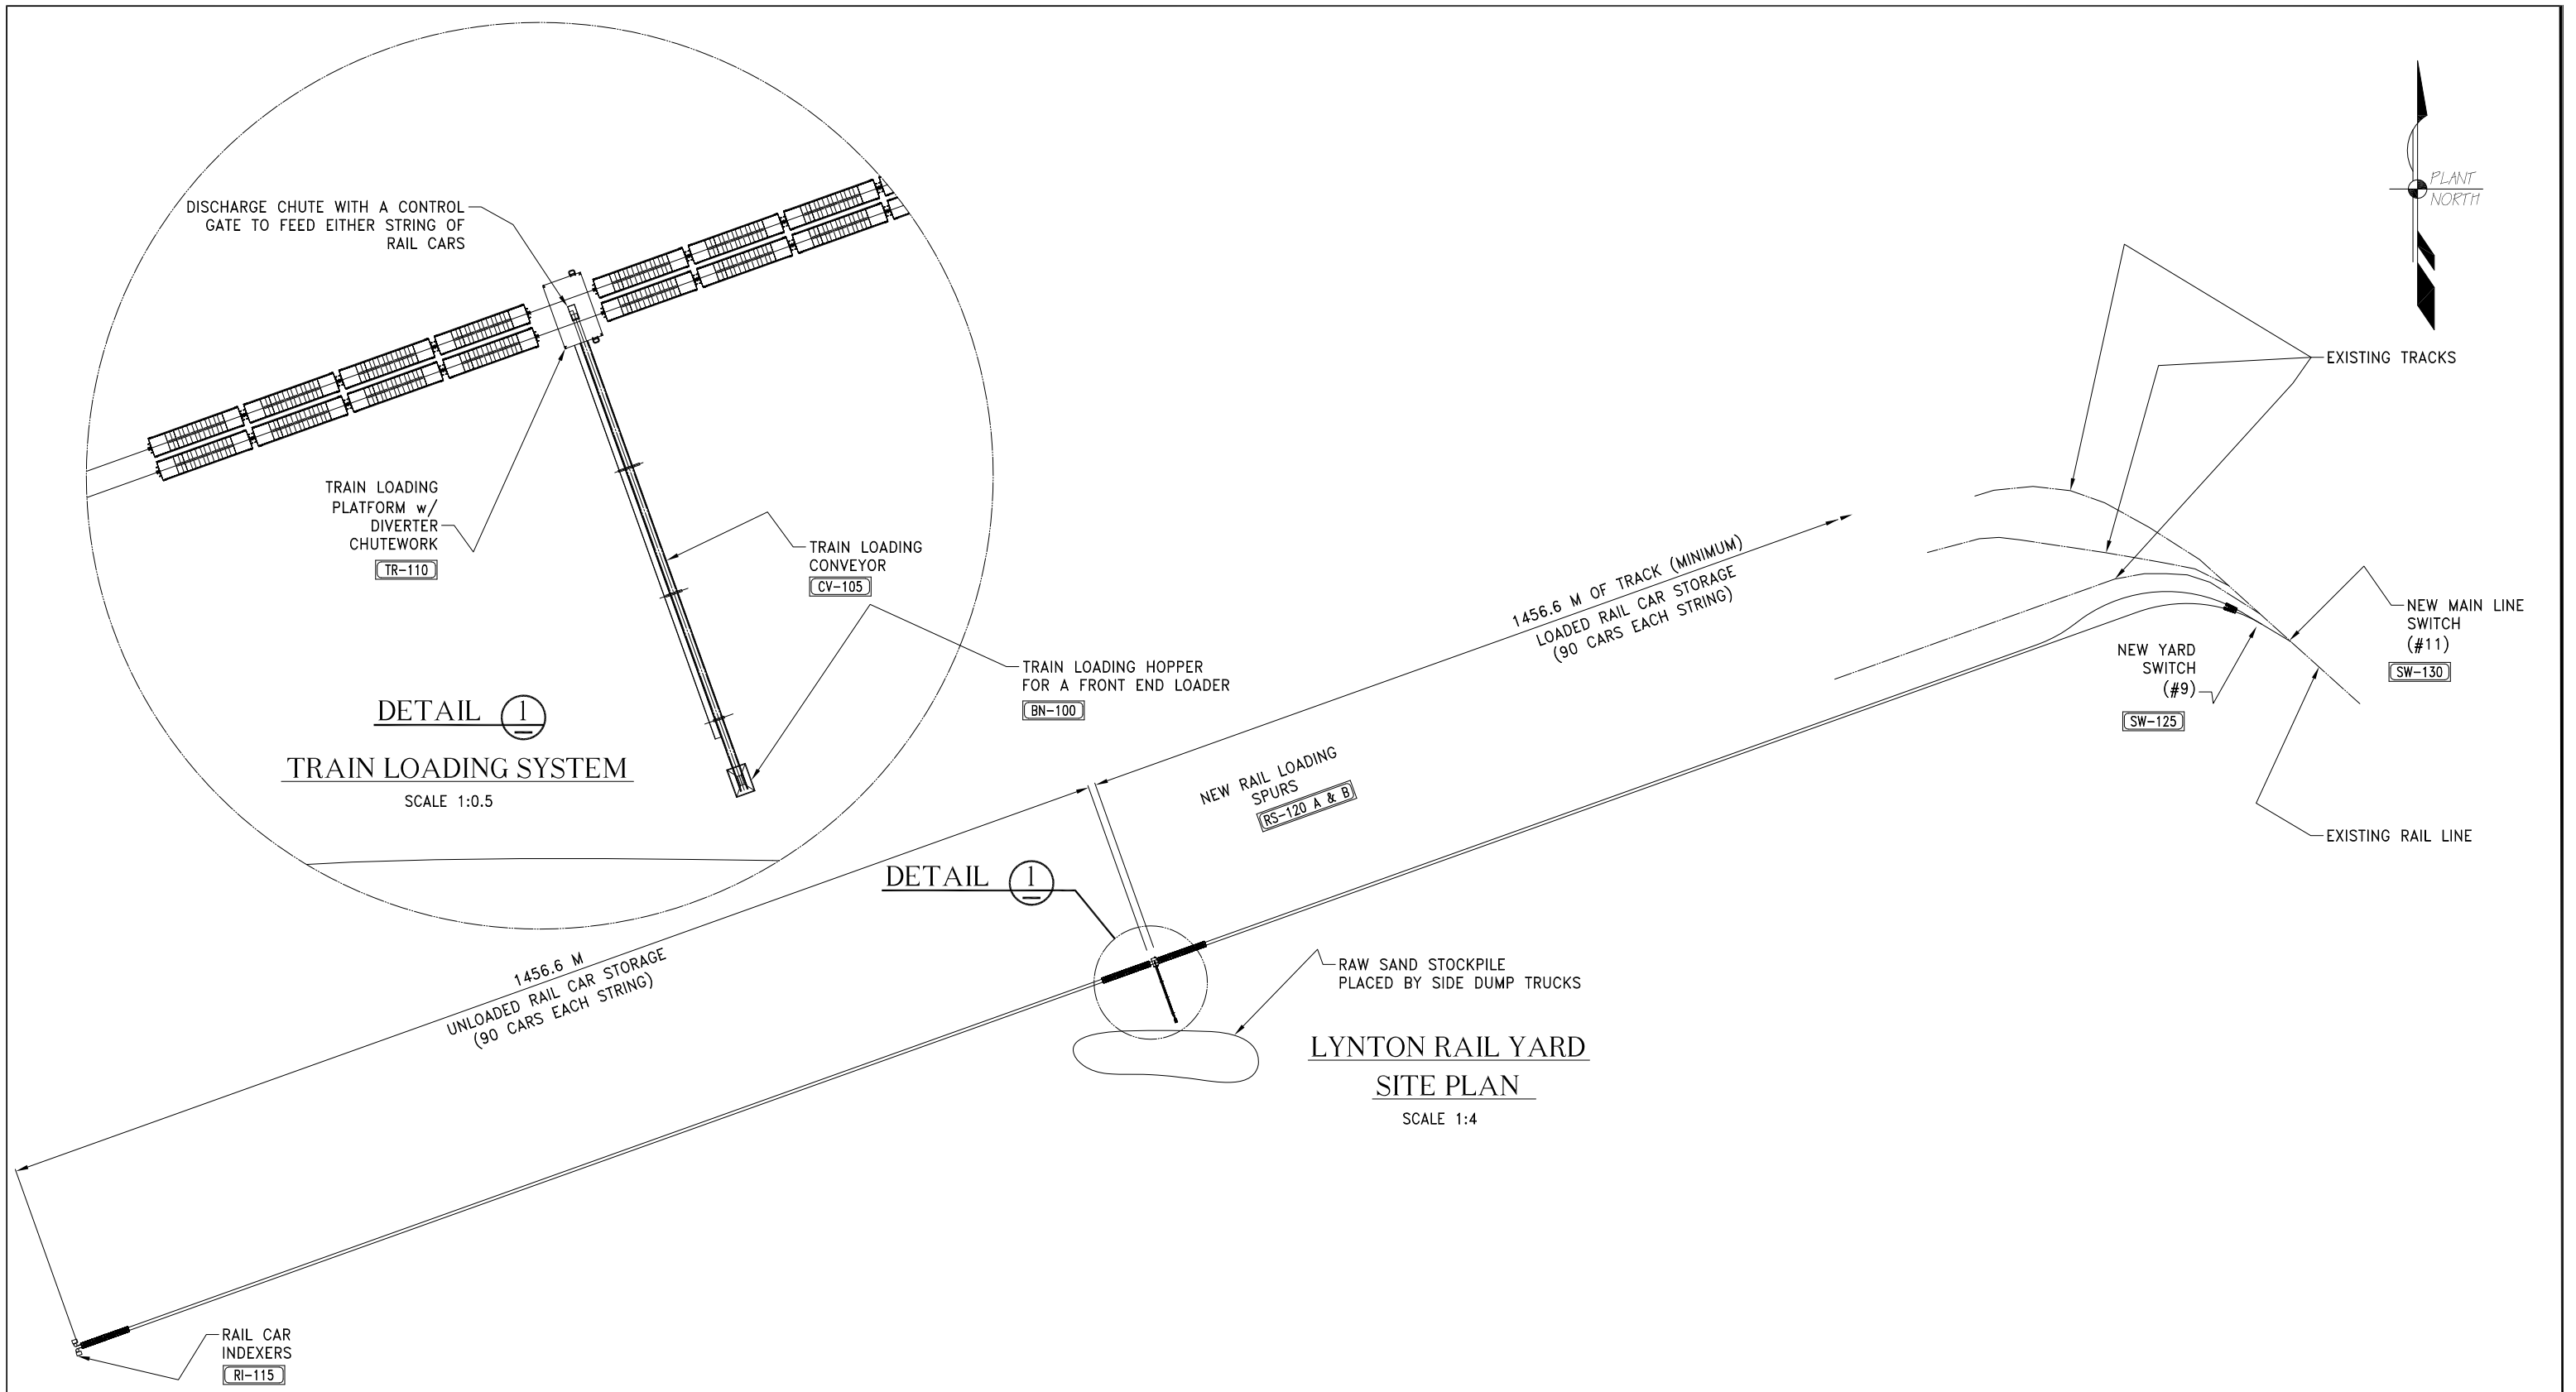 DISCHARGE CHUTE WITH A CONTROL
GATE TO FEED EITHER STRING OF
RAIL CARS
TRAIN LOADING
PLATFORM w/
DIVERTER
CHUTEWORK
TR-110
TRAIN LOADING
CONVEYOR
CV-105
TRAIN LOADING HOPPER
FOR A FRONT END LOADER
BN-100
DETAIL 1
TRAIN LOADING SYSTEM
SCALE 1:0.5
PLANT
NORTH
EXISTING TRACKS
1456.6 M OF TRACK (MINIMUM)
LOADED RAIL CAR STORAGE
(90 CARS EACH STRING)
NEW MAIN LINE
SWITCH
(#11)
SW-130
NEW YARD
SWITCH
(#9)
SW-125
EXISTING RAIL LINE
NEW RAIL LOADING
SPURS
RS-120 A & B
DETAIL 1
1456.6 M
UNLOADED RAIL CAR STORAGE
(90 CARS EACH STRING)
RAW SAND STOCKPILE
PLACED BY SIDE DUMP TRUCKS
LYNTON RAIL YARD
SITE PLAN
SCALE 1:4
RAIL CAR
INDEXERS
RI-115